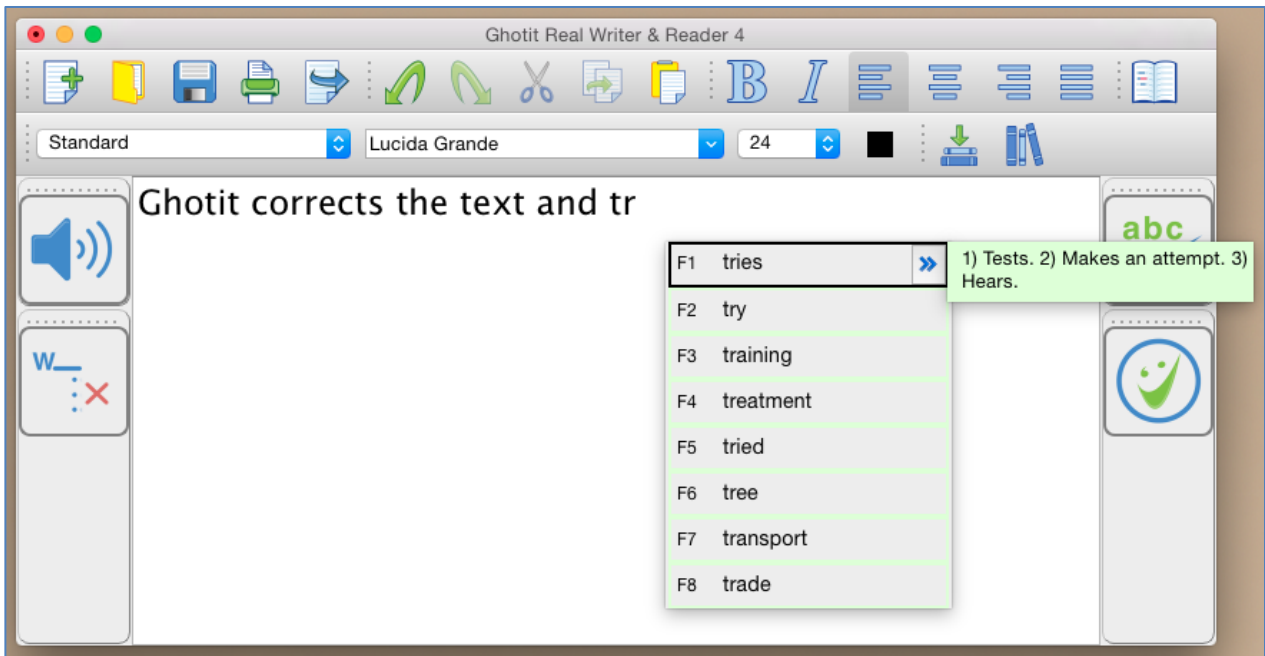 Ghotit Real Writer & Reader 4
B I
Standard Lucida Grande 24
Ghotit corrects the text and tr
abc
F1 tries
1) Tests. 2) Makes an attempt. 3)
Hears.
F2 try
F3 training
W
F4 treatment
F5 tried
F6 tree
F7 transport
F8 trade